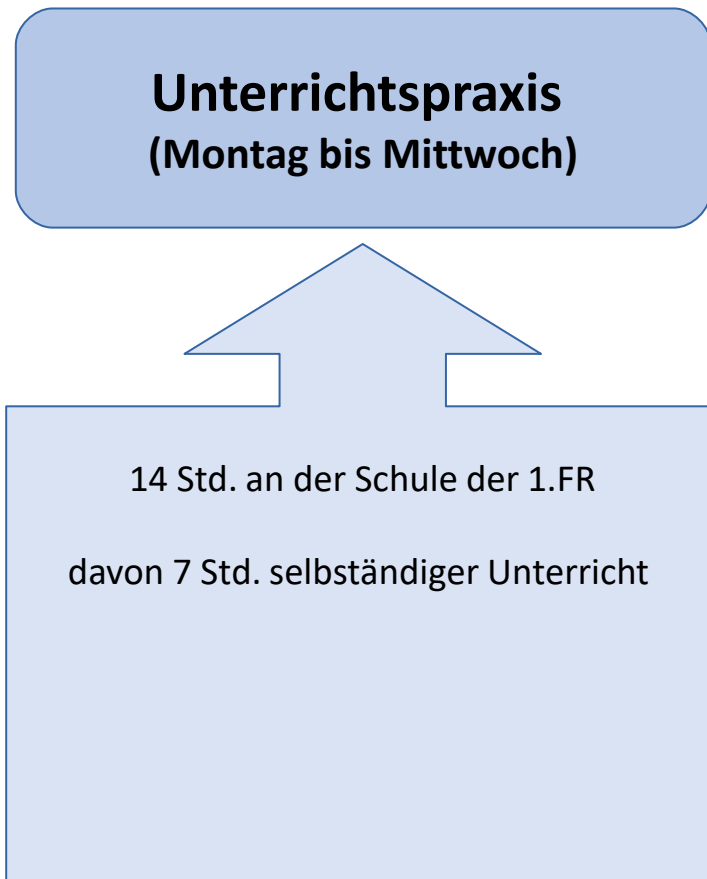 Unterrichtspraxis
(Montag bis Mittwoch)
14 Std. an der Schule der 1.FR
davon 7 Std. selbständiger Unterricht